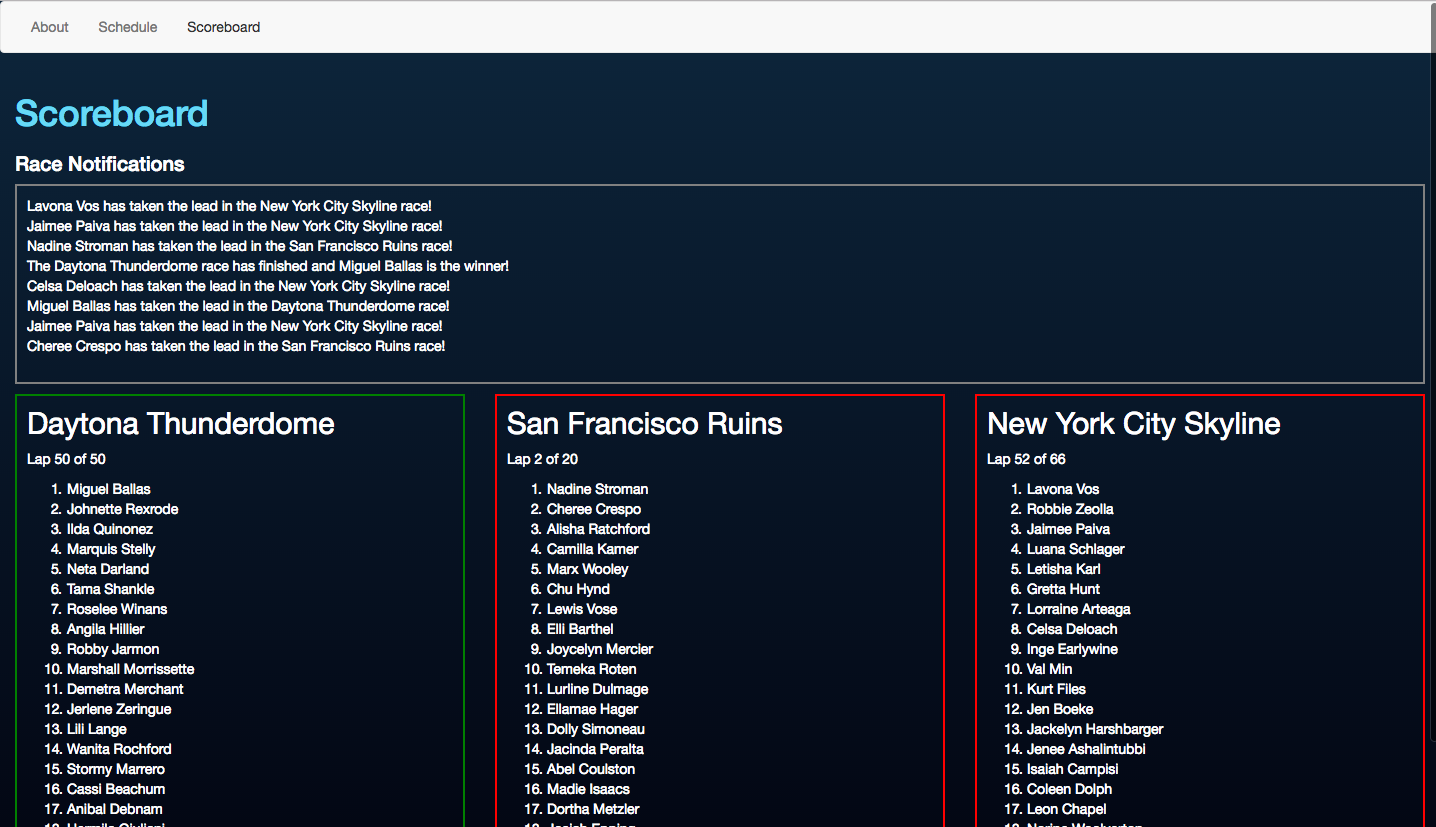 About Schedule Scoreboard
Scoreboard
Race Notifications
Lavona Vos has taken the lead in the New York City Skyline race!
Jaimee Paiva has taken the lead in the New York City Skyline race!
Nadine Stroman has taken the lead in the San Francisco Ruins race!
The Daytona Thunderdome race has finished and Miguel Ballas is the winner!
Celsa Deloach has taken the lead in the New York City Skyline race!
Miguel Ballas has taken the lead in the Daytona Thunderdome race!
Jaimee Paiva has taken the lead in the New York City Skyline race!
Cheree Crespo has taken the lead in the San Francisco Ruins race!
Daytona Thunderdome
Lap 50 of 50
1. Miguel Ballas
2. Johnette Rexrode
3. Ilda Quinonez
4. Marquis Stelly
5. Neta Darland
6. Tama Shankle
7. Roselee Winans
8. Angila Hillier
9. Robby Jarmon
10. Marshall Morrissette
11. Demetra Merchant
12. Jerlene Zeringue
13. Lili Lange
14. Wanita Rochford
15. Stormy Marrero
16. Cassi Beachum
17. Anibal Debnam
San Francisco Ruins
Lap 2 of 20
1. Nadine Stroman
2. Cheree Crespo
3. Alisha Ratchford
4. Camilla Kamer
5. Marx Wooley
6. Chu Hynd
7. Lewis Vose
8. Elli Barthel
9. Joycelyn Mercier
10. Temeka Roten
11. Lurline Dulmage
12. Ellamae Hager
13. Dolly Simoneau
14. Jacinda Peralta
15. Abel Coulston
16. Madie Isaacs
17. Dortha Metzler
New York City Skyline
Lap 52 of 66
1. Lavona Vos
2. Robbie Zeolla
3. Jaimee Paiva
4. Luana Schlager
5. Letisha Karl
6. Gretta Hunt
7. Lorraine Arteaga
8. Celsa Deloach
9. Inge Earlywine
10. Val Min
11. Kurt Files
12. Jen Boeke
13. Jackelyn Harshbarger
14. Jenee Ashalintubbi
15. Isaiah Campisi
16. Coleen Dolph
17. Leon Chapel